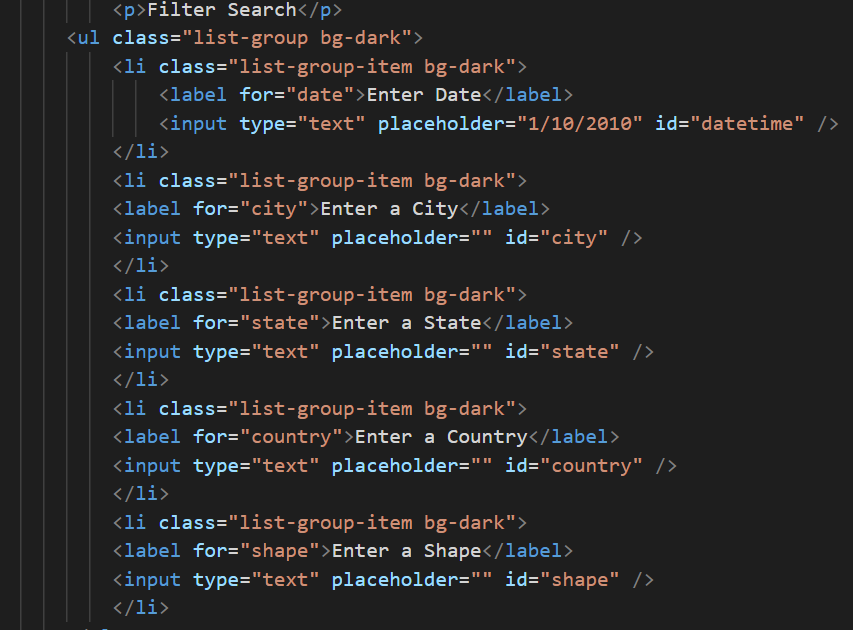 <p>Filter Search</p>
<ul class="list-group bg-dark">
<li class="list-group-item bg-dark">
<label for="date">Enter Date</label>
<input type="text" placeholder="1/10/2010" id="datetime" />
</li>
<li class="list-group-item bg-dark">
<label for="city">Enter a City</label>
<input type="text" placeholder="" id="city" />
</li>
<li class="list-group-item bg-dark">
<label for="state">Enter a State</label>
<input type="text" placeholder="" id="state" />
</li>
<li class="list-group-item bg-dark">
<label for="country">Enter a Country</label>
<input type="text" placeholder="" id="country" />
</li>
<li class="list-group-item bg-dark">
<label for="shape">Enter a Shape</label>
<input type="text" placeholder="" id="shape" />
</li>